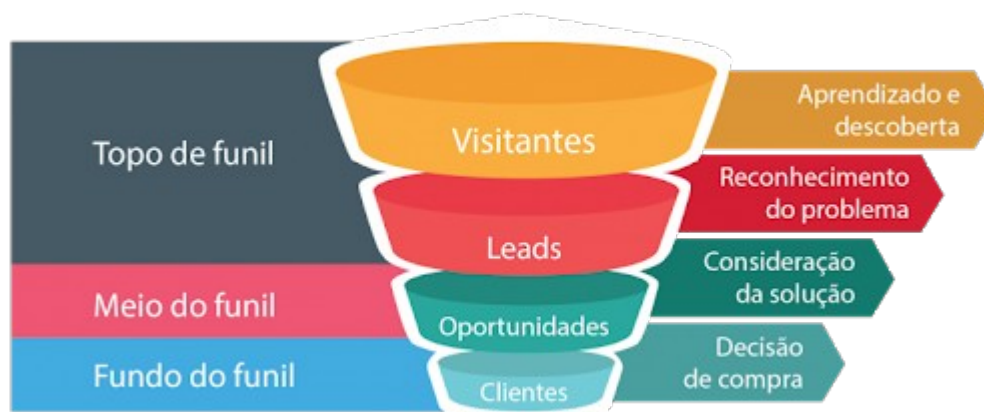 Topo de funil
Meio do funil
Fundo do funil
Visitantes
Leads
Oportunidades
Clientes
Aprendizado e
descoberta
Reconhecimento
do problema
Consideração
da solução
Decisão
de compra